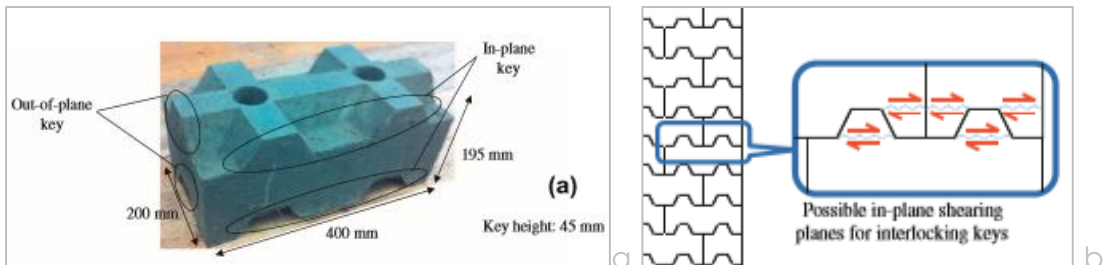 In-plane
key
Out-of-plane
key
195 mm
(a)
200 mm
400 mm
Key height: 45 mm
a
Possible in-plane shearing
planes for interlocking keys
b